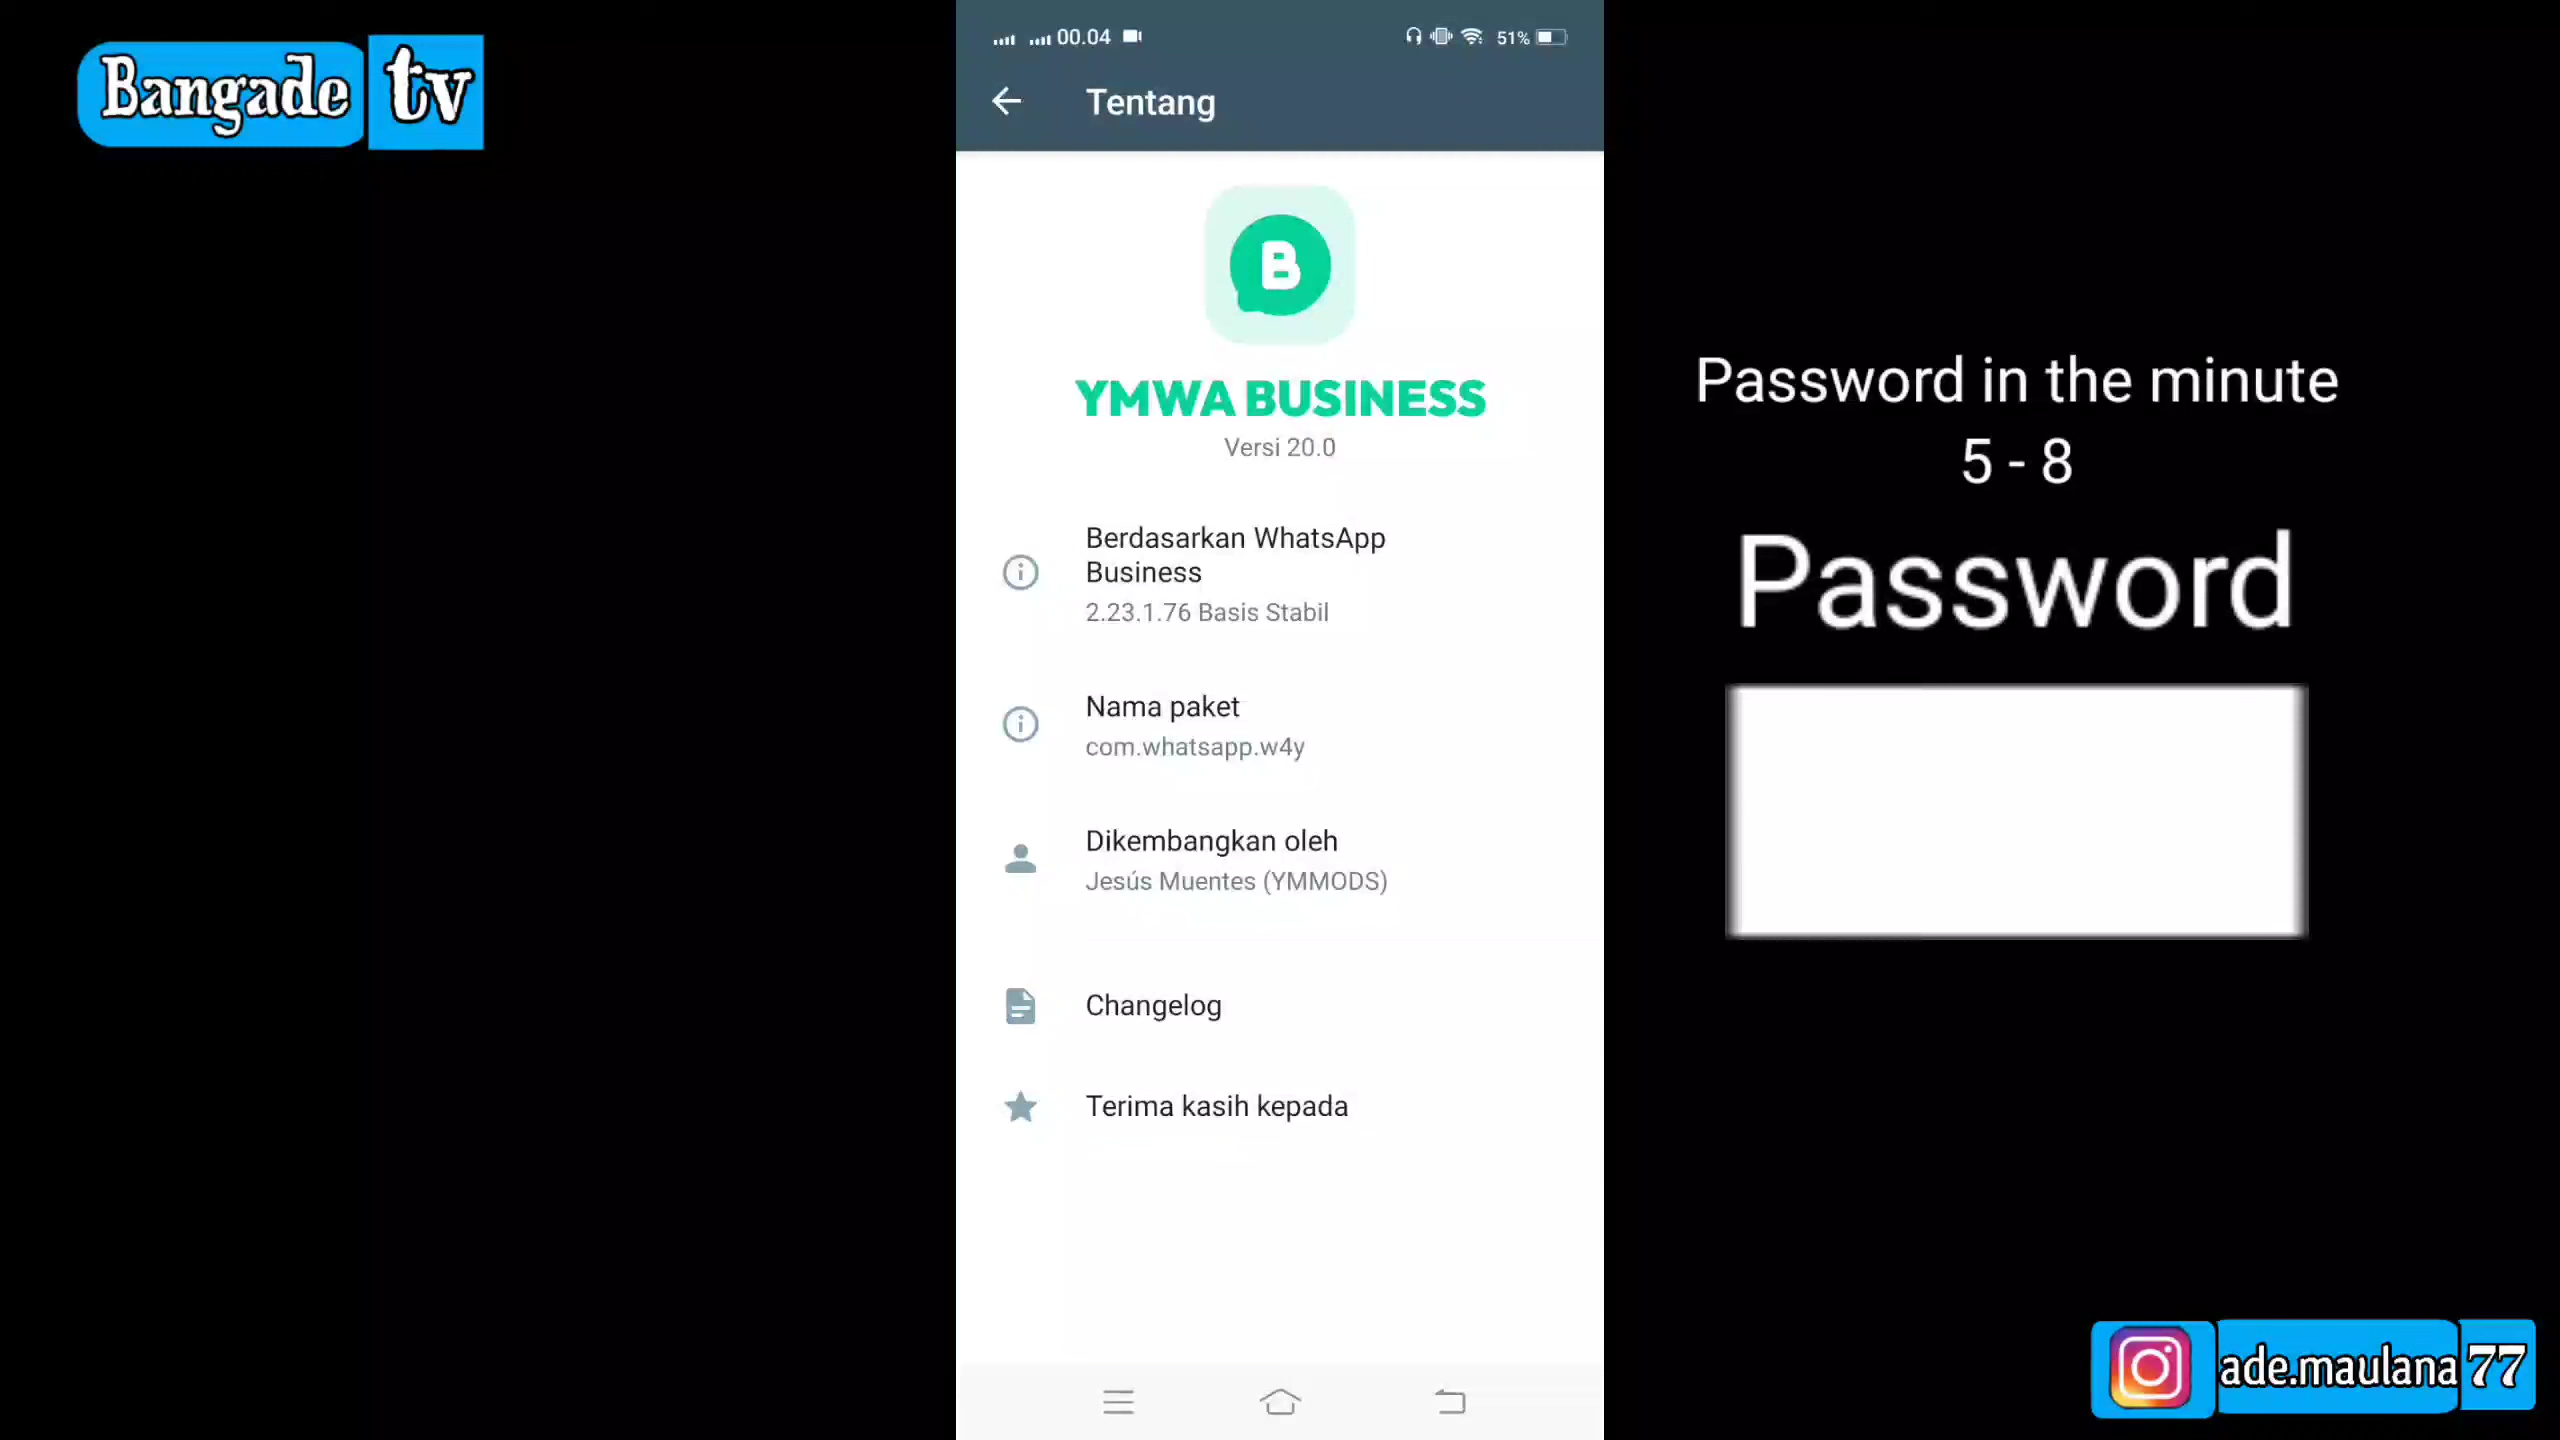 Bangade tv
00.04
51%
Tentang
B
YMWA BUSINESS
Versi 20.0
Berdasarkan WhatsApp
Business
2.23.1.76 Basis Stabil
Nama paket
com.whatsapp.w4y
Dikembangkan oleh
Jesús Muentes (YMMODS)
Changelog
Terima kasih kepada
Password in the minute
5 - 8
Password
ade.maulana 77